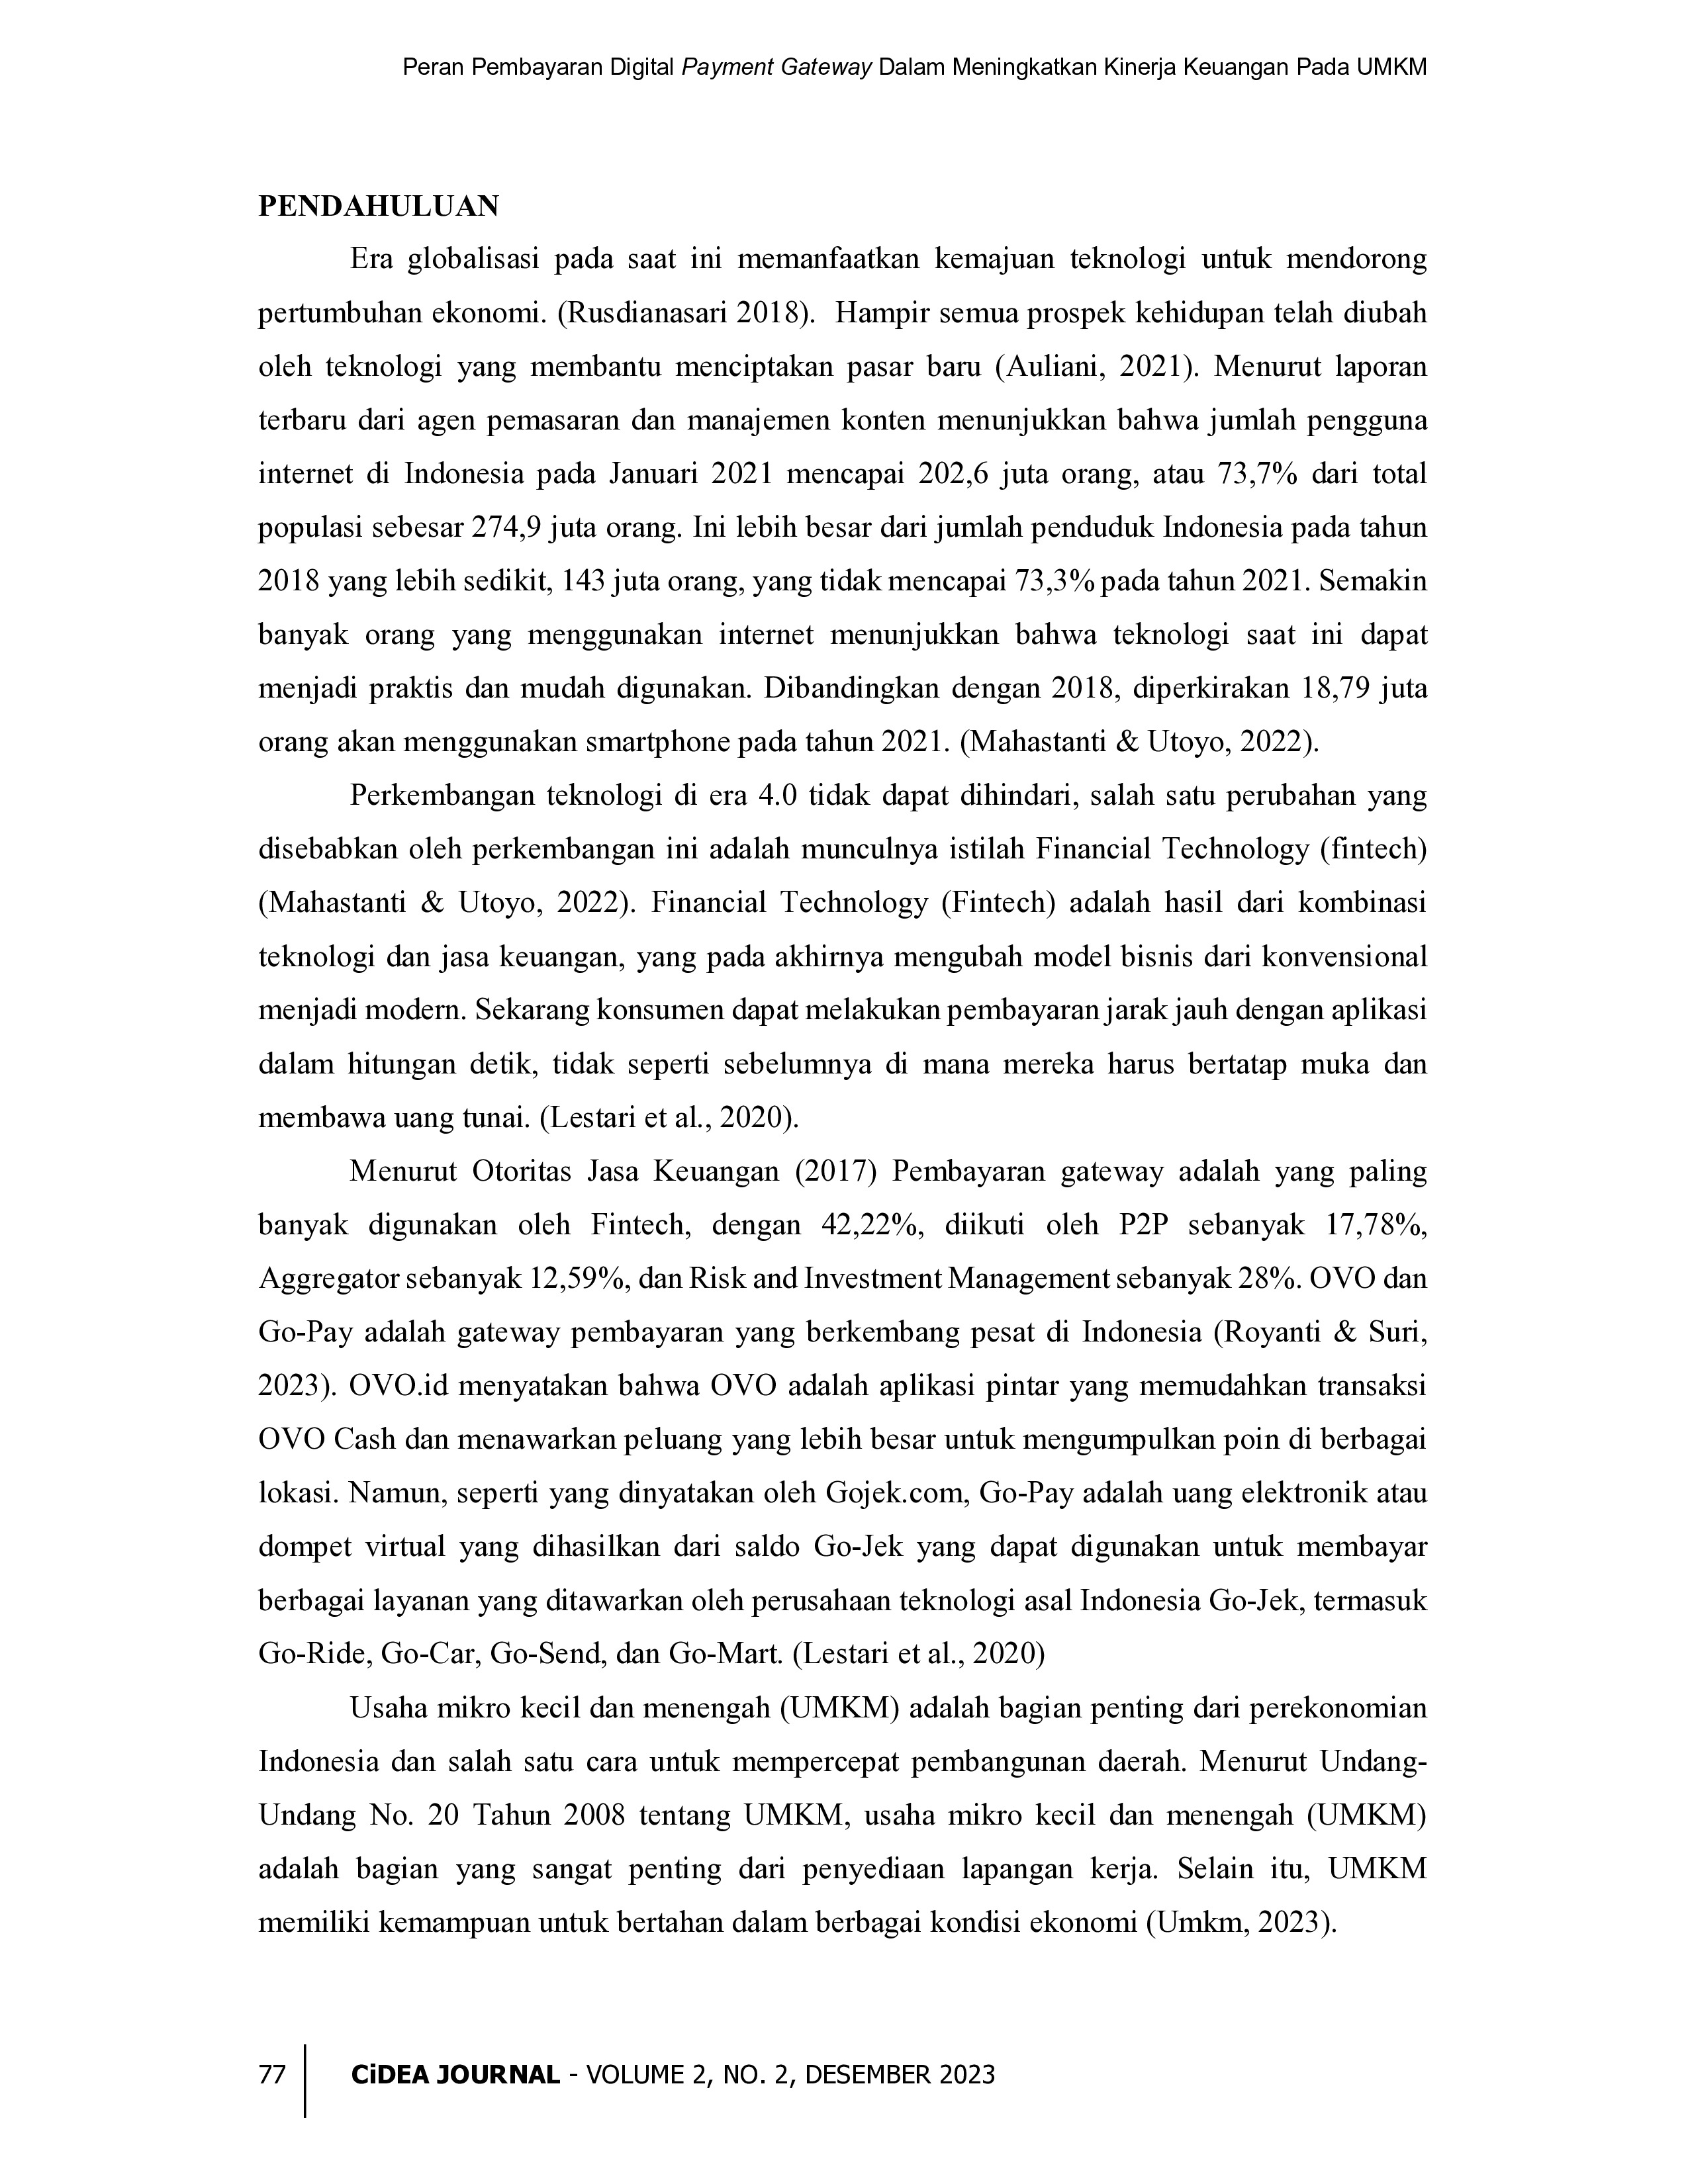 Peran Pembayaran Digital Payment Gateway Dalam Meningkatkan Kinerja Keuangan Pada UMKM
PENDAHULUAN
Era globalisasi pada saat ini memanfaatkan kemajuan teknologi untuk mendorong
pertumbuhan ekonomi. (Rusdianasari 2018).  Hampir semua prospek kehidupan telah diubah
oleh teknologi yang membantu menciptakan pasar baru (Auliani, 2021). Menurut laporan
terbaru dari agen pemasaran dan manajemen konten menunjukkan bahwa jumlah pengguna
internet di Indonesia pada Januari 2021 mencapai 202,6 juta orang, atau 73,7% dari total
populasi sebesar 274,9 juta orang. Ini lebih besar dari jumlah penduduk Indonesia pada tahun
2018 yang lebih sedikit, 143 juta orang, yang tidak mencapai 73,3% pada tahun 2021. Semakin
banyak orang yang menggunakan internet menunjukkan bahwa teknologi saat ini dapat
menjadi praktis dan mudah digunakan. Dibandingkan dengan 2018, diperkirakan 18,79 juta
orang akan menggunakan smartphone pada tahun 2021. (Mahastanti & Utoyo, 2022).
Perkembangan teknologi di era 4.0 tidak dapat dihindari, salah satu perubahan yang
disebabkan oleh perkembangan ini adalah munculnya istilah Financial Technology (fintech)
(Mahastanti & Utoyo, 2022). Financial Technology (Fintech) adalah hasil dari kombinasi
teknologi dan jasa keuangan, yang pada akhirnya mengubah model bisnis dari konvensional
menjadi modern. Sekarang konsumen dapat melakukan pembayaran jarak jauh dengan aplikasi
dalam hitungan detik, tidak seperti sebelumnya di mana mereka harus bertatap muka dan
membawa uang tunai. (Lestari et al., 2020).
Menurut Otoritas Jasa Keuangan (2017) Pembayaran gateway adalah yang paling
banyak digunakan oleh Fintech, dengan 42,22%, diikuti oleh P2P sebanyak 17,78%,
Aggregator sebanyak 12,59%, dan Risk and Investment Management sebanyak 28%. OVO dan
Go-Pay adalah gateway pembayaran yang berkembang pesat di Indonesia (Royanti & Suri,
2023). OVO.id menyatakan bahwa OVO adalah aplikasi pintar yang memudahkan transaksi
OVO Cash dan menawarkan peluang yang lebih besar untuk mengumpulkan poin di berbagai
lokasi. Namun, seperti yang dinyatakan oleh Gojek.com, Go-Pay adalah uang elektronik atau
dompet virtual yang dihasilkan dari saldo Go-Jek yang dapat digunakan untuk membayar
berbagai layanan yang ditawarkan oleh perusahaan teknologi asal Indonesia Go-Jek, termasuk
Go-Ride, Go-Car, Go-Send, dan Go-Mart. (Lestari et al., 2020)
Usaha mikro kecil dan menengah (UMKM) adalah bagian penting dari perekonomian
Indonesia dan salah satu cara untuk mempercepat pembangunan daerah. Menurut Undang-
Undang No. 20 Tahun 2008 tentang UMKM, usaha mikro kecil dan menengah (UMKM)
adalah bagian yang sangat penting dari penyediaan lapangan kerja. Selain itu, UMKM
memiliki kemampuan untuk bertahan dalam berbagai kondisi ekonomi (Umkm, 2023).
77 CiDEA JOURNAL - VOLUME 2, NO. 2, DESEMBER 2023